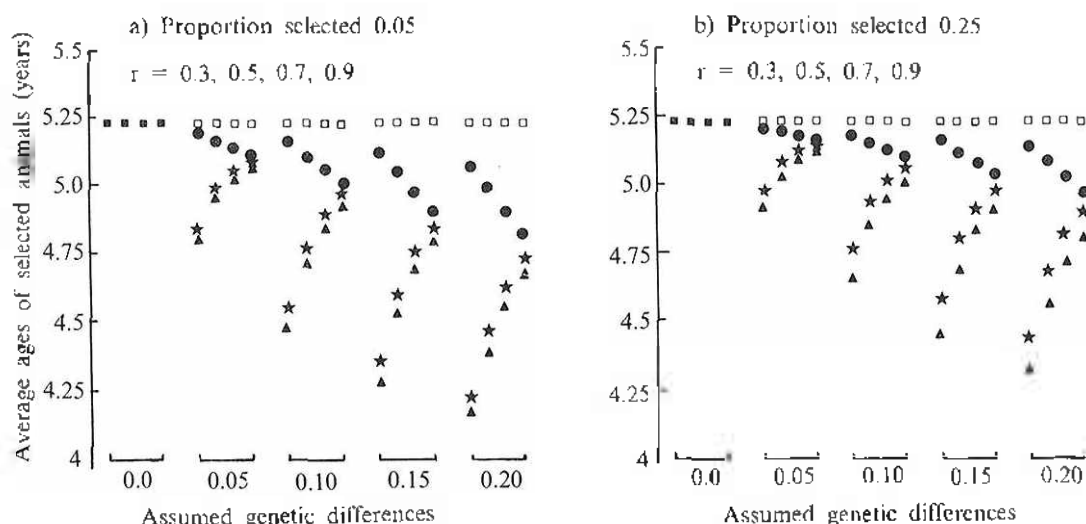 a) Proportion selected 0.05
r = 0.3, 0.5, 0.7, 0.9
Average ages of selected animals (years)
5.5
5.25
5.0
4.75
4.5
4.25
4
0.0 0.05 0.10 0.15 0.20
Assumed genetic differences
b) Proportion selected 0.25
r = 0.3, 0.5, 0.7, 0.9
5.5
5.25
5.0
4.75
4.5
4.25
4
0.0 0.05 0.10 0.15 0.20
Assumed genetic differences